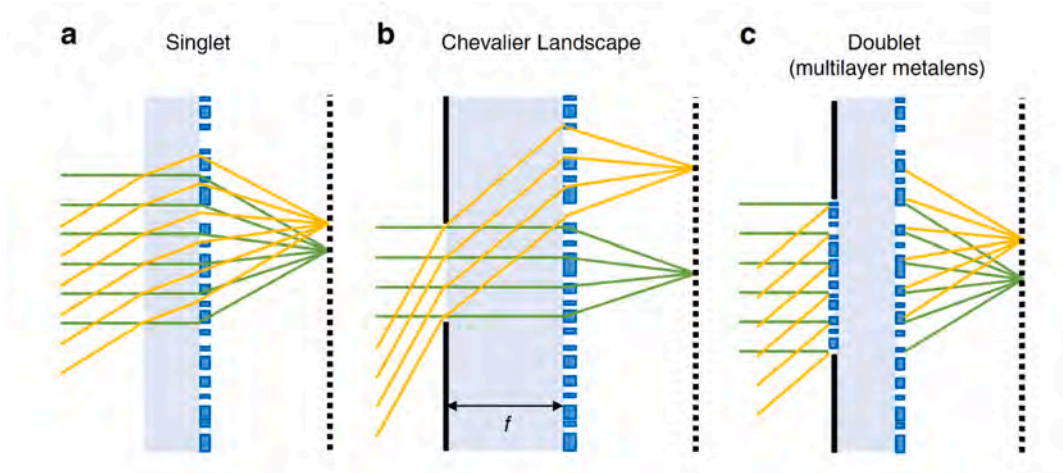 a
Singlet
b
Chevalier Landscape
c
Doublet
(multilayer metalens)
f